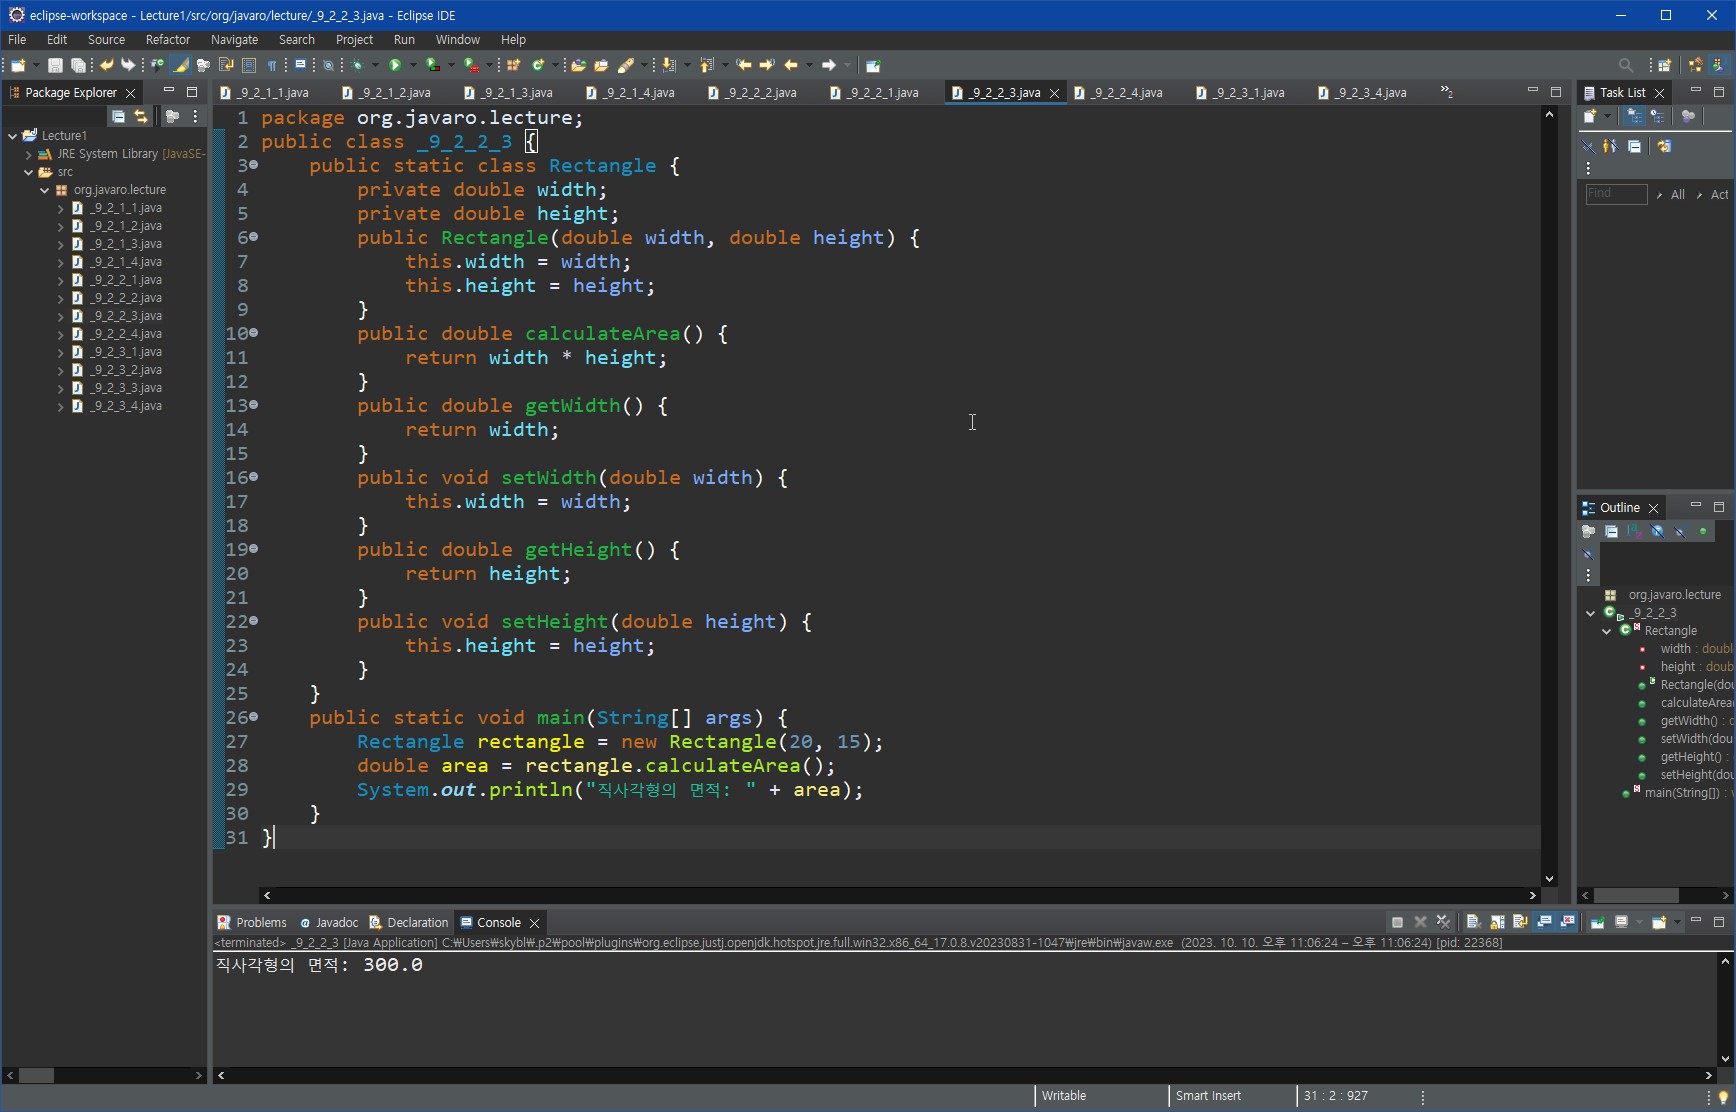 eclipse-workspace - Lecture1/src/org/javaro/lecture/_9_2_2_3.java - Eclipse IDE
File Edit Source Refactor Navigate Search Project Run Window Help
Package Explorer
_9_2_1_1.java _9_2_1_2.java _9_2_1_3.java _9_2_1_4.java _9_2_2_2.java _9_2_2_1.java _9_2_2_3.java _9_2_2_4.java _9_2_3_1.java _9_2_3_4.java »2
Task List
Lecture1
JRE System Library [JavaSE-
src
org.javaro.lecture
_9_2_1_1.java
_9_2_1_2.java
_9_2_1_3.java
_9_2_1_4.java
_9_2_2_1.java
_9_2_2_2.java
_9_2_2_3.java
_9_2_2_4.java
_9_2_3_1.java
_9_2_3_2.java
_9_2_3_3.java
_9_2_3_4.java
1 package org.javaro.lecture;
2 public class _9_2_2_3 {
3 public static class Rectangle {
4 private double width;
5 private double height;
6 public Rectangle(double width, double height) {
7 this.width = width;
8 this.height = height;
9 }
10 public double calculateArea() {
11 return width * height;
12 }
13 public double getWidth() {
14 return width;
15 }
16 public void setWidth(double width) {
17 this.width = width;
18 }
19 public double getHeight() {
20 return height;
21 }
22 public void setHeight(double height) {
23 this.height = height;
24 }
25 }
26 public static void main(String[] args) {
27 Rectangle rectangle = new Rectangle(20, 15);
28 double area = rectangle.calculateArea();
29 System.out.println("직사각형의 면적: " + area);
30 }
31 }
Find All Act
Outline
org.javaro.lecture
_9_2_2_3
Rectangle
width : doubl
height : doub
Rectangle(dou
calculateArea(
getWidth() : d
setWidth(dou
getHeight() :
setHeight(dou
main(String[]) : v
Problems Javadoc Declaration Console
<terminated> _9_2_2_3 [Java Application] C:₩Users₩skybl₩.p2₩pool₩plugins₩org.eclipse.justj.openjdk.hotspot.jre.full.win32.x86_64_17.0.8.v20230831-1047₩jre₩bin₩javaw.exe (2023. 10. 10. 오후 11:06:24 – 오후 11:06:24) [pid: 22368]
직사각형의 면적: 300.0
Writable Smart Insert 31 : 2 : 927